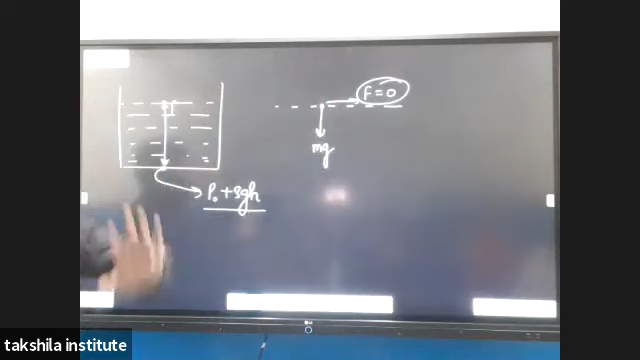 F = 0
mg
P₀ + ρgh
takshila institute